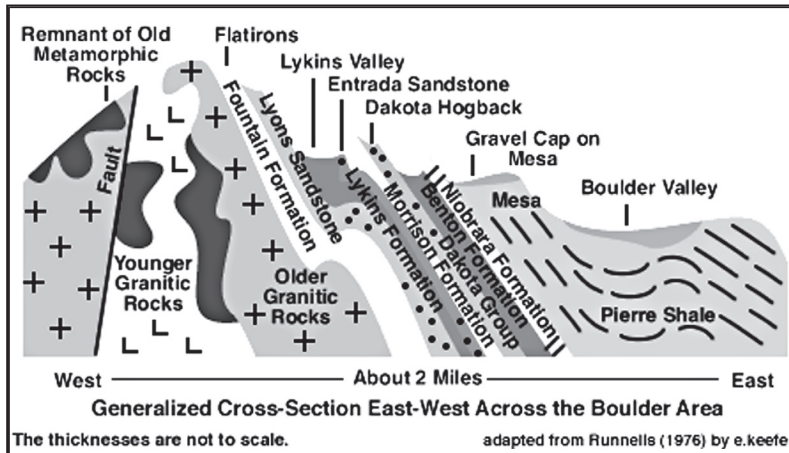 Remnant of Old
Metamorphic
Rocks
Flatirons
Lykins Valley
Entrada Sandstone
Dakota Hogback
Gravel Cap on
Mesa
Boulder Valley
Fault
Fountain Formation
Lyons Sandstone
Lykins Formation
Morrison Formation
Dakota Group
Benton Formation
Niobrara Formation
Mesa
Younger
Granitic
Rocks
Older
Granitic
Rocks
Pierre Shale
West
About 2 Miles
East
Generalized Cross-Section East-West Across the Boulder Area
The thicknesses are not to scale.
adapted from Runnells (1976) by e.keefe